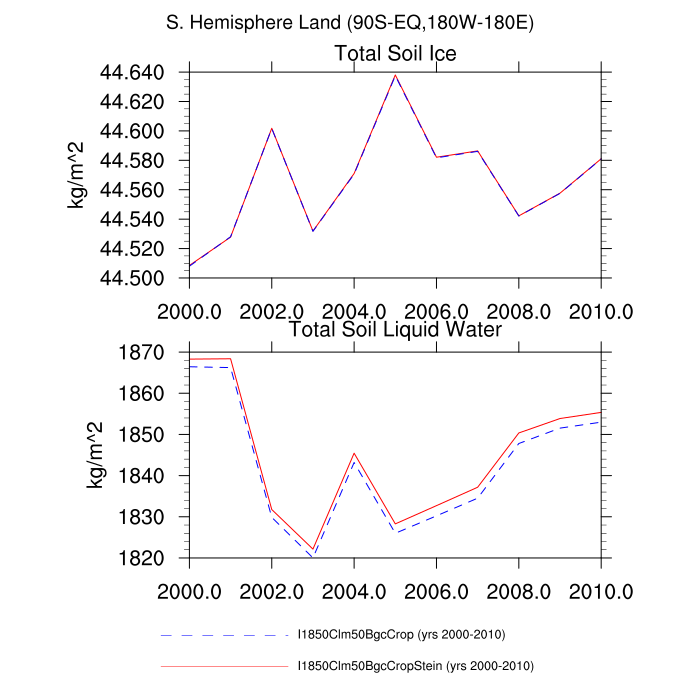 S. Hemisphere Land (90S-EQ,180W-180E)
Total Soil Ice
44.640
44.620
44.600
44.580
44.560
44.540
44.520
44.500
kg/m^2
2000.0 2002.0 2004.0 2006.0 2008.0 2010.0
Total Soil Liquid Water
1870
1860
1850
1840
1830
1820
kg/m^2
2000.0 2002.0 2004.0 2006.0 2008.0 2010.0
I1850Clm50BgcCrop (yrs 2000-2010)
I1850Clm50BgcCropStein (yrs 2000-2010)